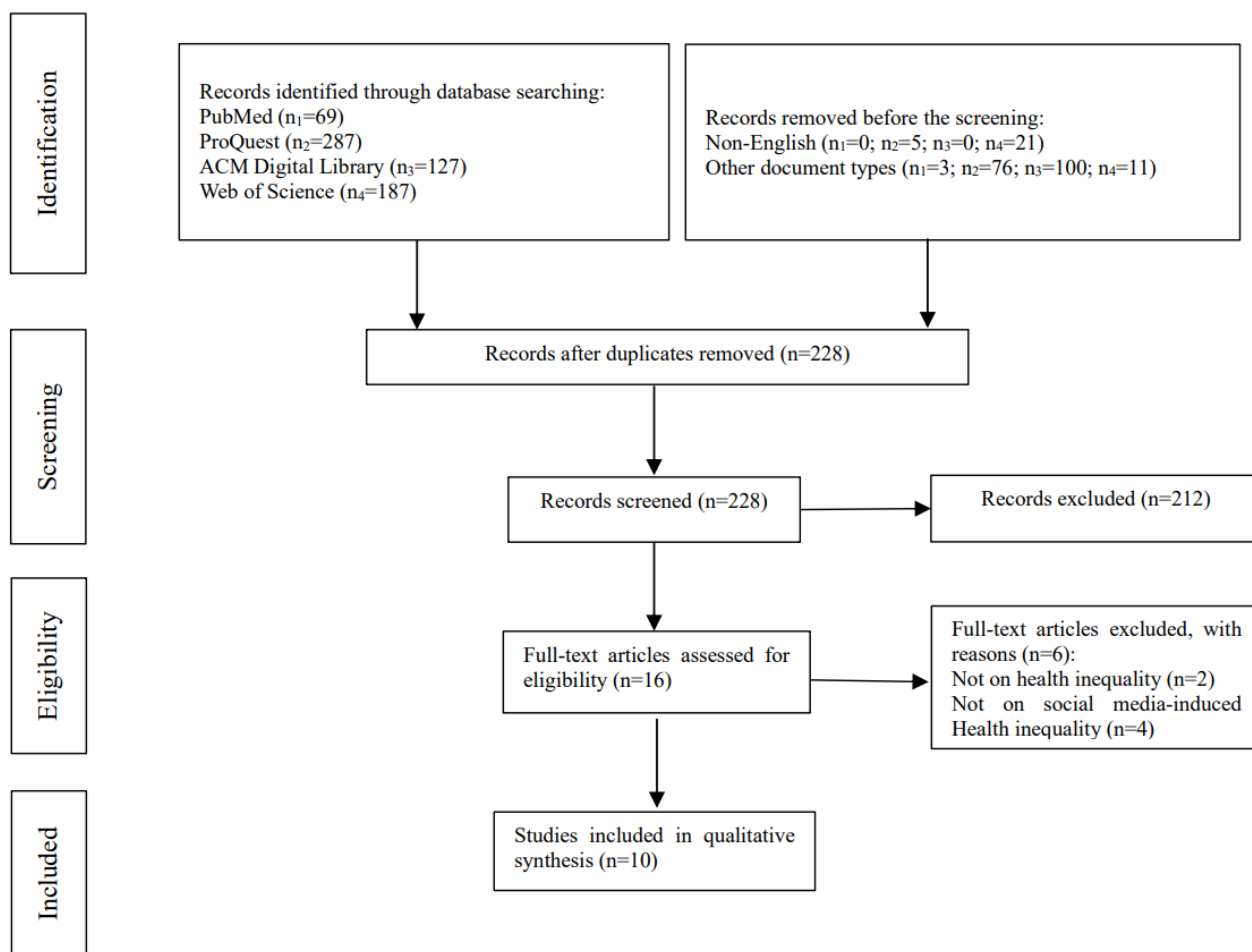 Identification
Records identified through database searching:
PubMed (n₁=69)
ProQuest (n₂=287)
ACM Digital Library (n₃=127)
Web of Science (n₄=187)
Records removed before the screening:
Non-English (n₁=0; n₂=5; n₃=0; n₄=21)
Other document types (n₁=3; n₂=76; n₃=100; n₄=11)
Screening
Records after duplicates removed (n=228)
Records screened (n=228)
Records excluded (n=212)
Eligibility
Full-text articles assessed for
eligibility (n=16)
Full-text articles excluded, with
reasons (n=6):
Not on health inequality (n=2)
Not on social media-induced
Health inequality (n=4)
Included
Studies included in qualitative
synthesis (n=10)